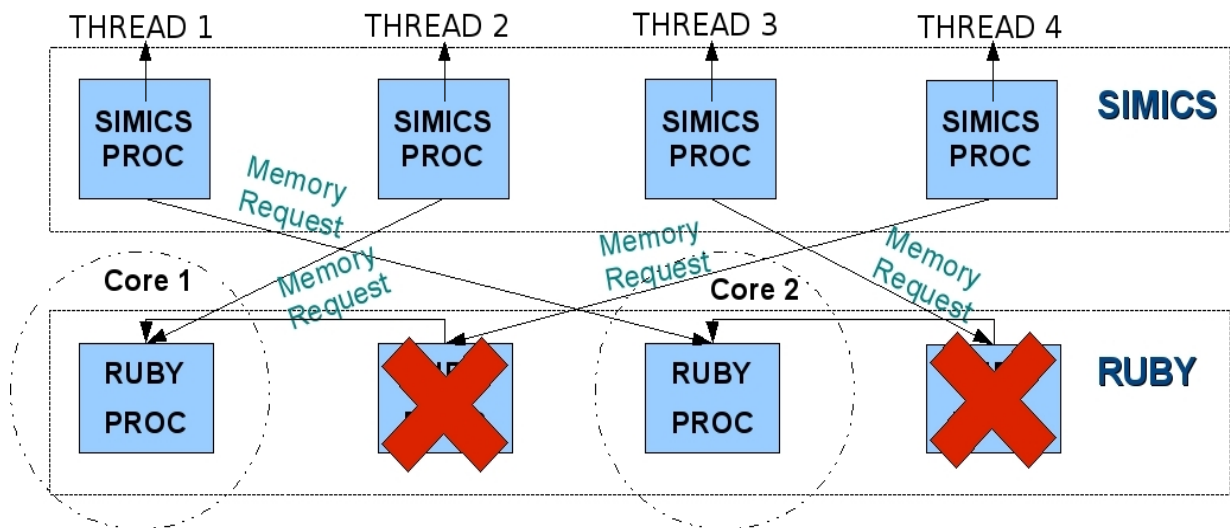 THREAD 1
THREAD 2
THREAD 3
THREAD 4
SIMICS
PROC
SIMICS
PROC
SIMICS
PROC
SIMICS
PROC
SIMICS
Memory
Request
Memory
Request
Memory
Request
Memory
Request
Core 1
Core 2
RUBY
PROC
RUBY
PROC
RUBY